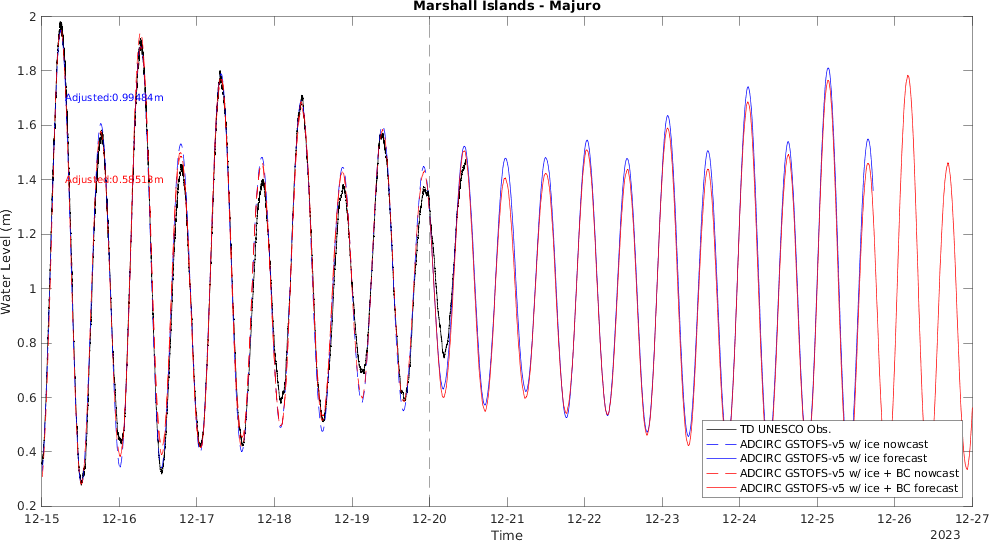 Marshall Islands - Majuro
Water Level (m)
2
1.8
1.6
1.4
1.2
1
0.8
0.6
0.4
0.2
Adjusted:0.99484m
Adjusted:0.58513m
TD UNESCO Obs.
ADCIRC GSTOFS-v5 w/ ice nowcast
ADCIRC GSTOFS-v5 w/ ice forecast
ADCIRC GSTOFS-v5 w/ ice + BC nowcast
ADCIRC GSTOFS-v5 w/ ice + BC forecast
12-15 12-16 12-17 12-18 12-19 12-20 12-21 12-22 12-23 12-24 12-25 12-26 12-27
Time
2023